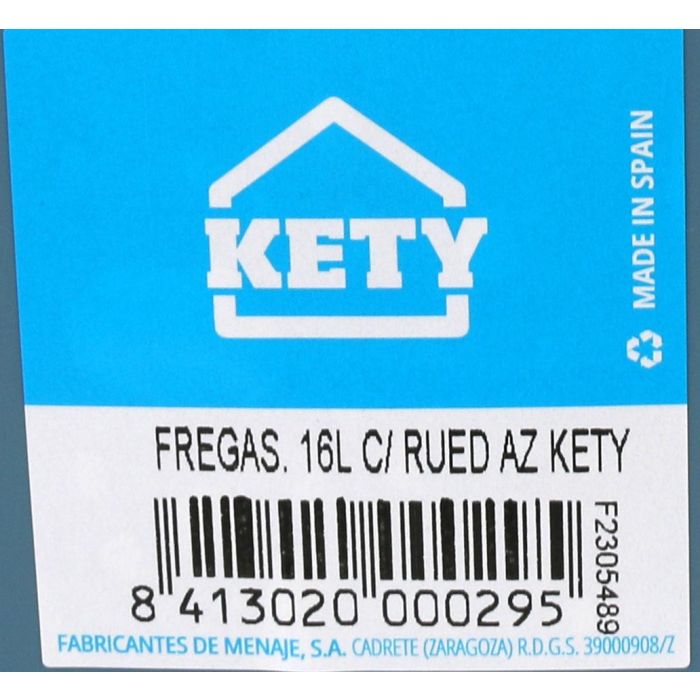 KETY
MADE IN SPAIN
FREGAS. 16L C/ RUED AZ KETY
8 413020 000295
F2305489
FABRICANTES DE MENAJE, S.A. CADRETE (ZARAGOZA) R.D.G.S. 39000908/Z